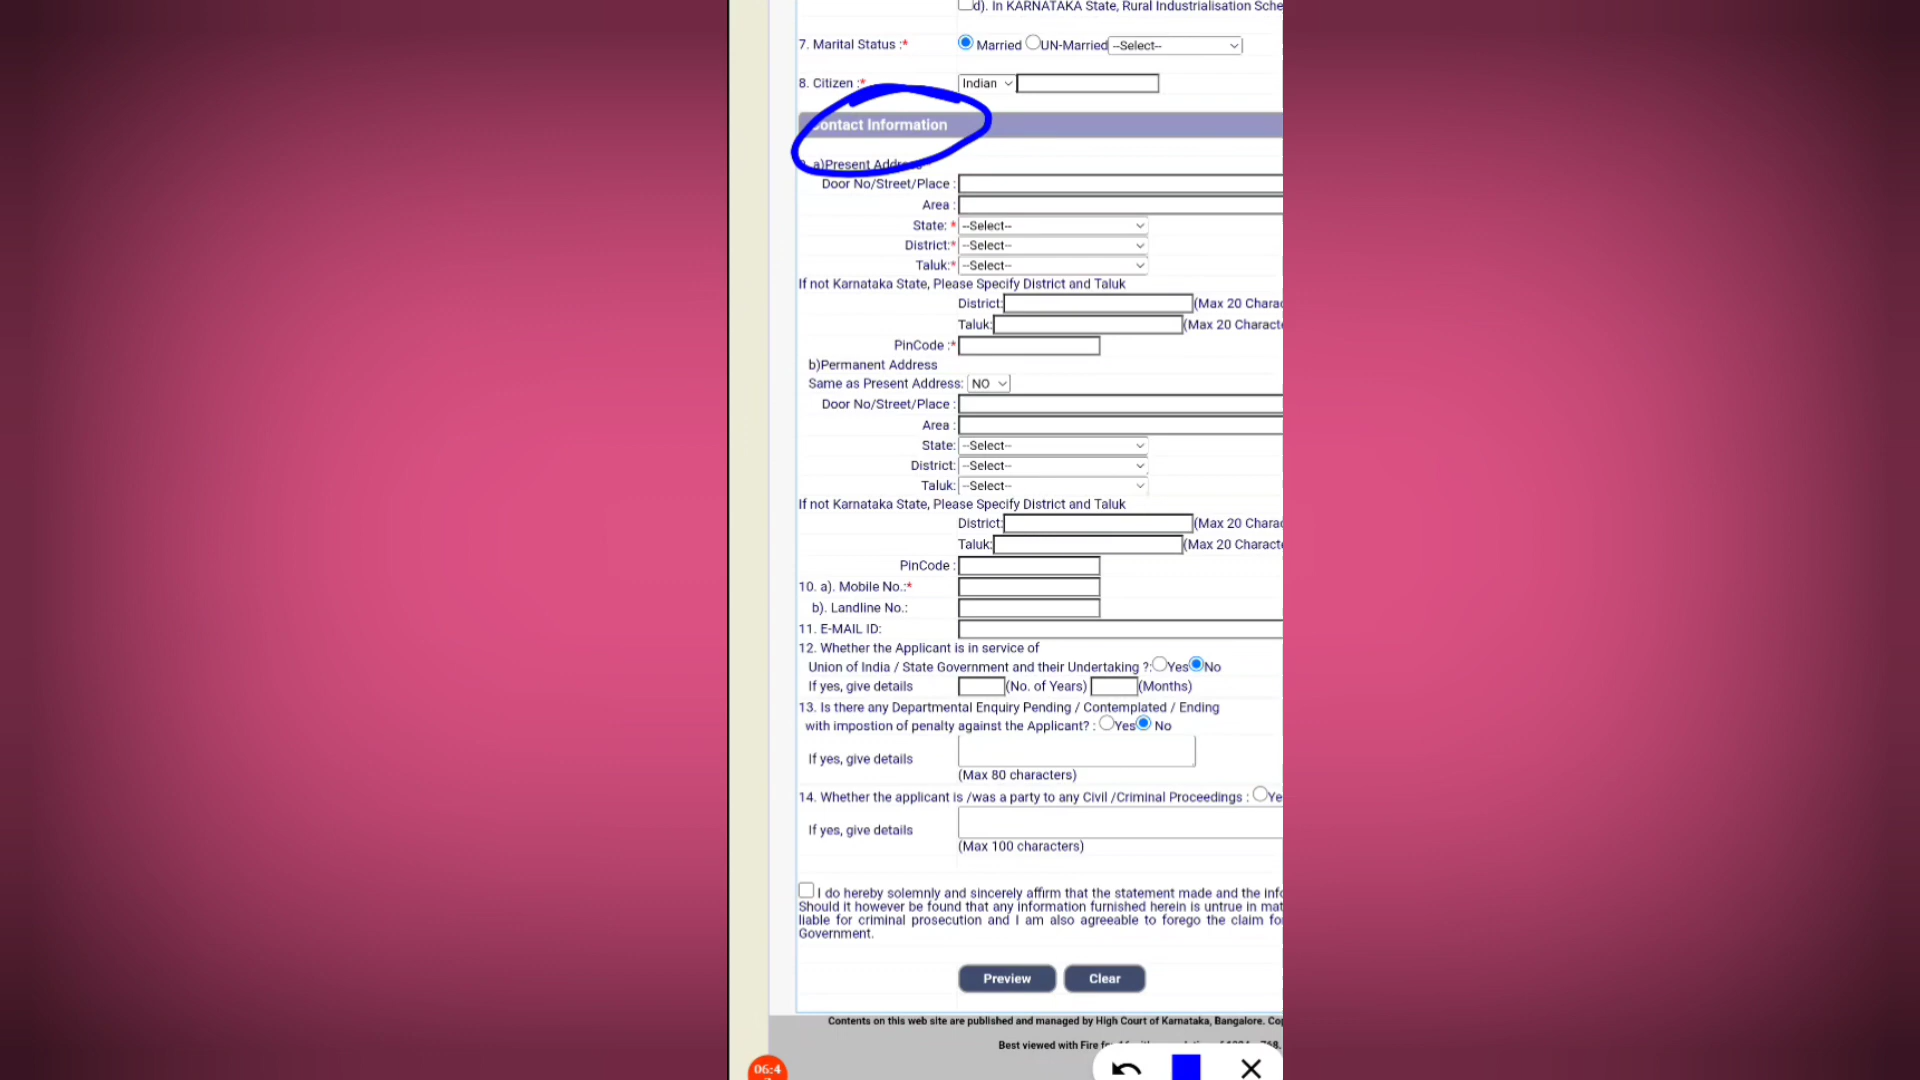 d). In KARNATAKA State, Rural Industrialisation Sche
7. Marital Status :* Married UN-Married --Select--
8. Citizen :* Indian
Contact Information
a)Present Address
Door No/Street/Place :
Area :
State: * --Select--
District:* --Select--
Taluk:* --Select--
If not Karnataka State, Please Specify District and Taluk
District: (Max 20 Charac
Taluk: (Max 20 Characte
PinCode :*
b)Permanent Address
Same as Present Address: NO
Door No/Street/Place :
Area :
State: --Select--
District: --Select--
Taluk: --Select--
If not Karnataka State, Please Specify District and Taluk
District: (Max 20 Charac
Taluk: (Max 20 Characte
PinCode :
10. a). Mobile No.:*
b). Landline No.:
11. E-MAIL ID:
12. Whether the Applicant is in service of
Union of India / State Government and their Undertaking ?: Yes No
If yes, give details (No. of Years) (Months)
13. Is there any Departmental Enquiry Pending / Contemplated / Ending
with impostion of penalty against the Applicant? : Yes No
If yes, give details
(Max 80 characters)
14. Whether the applicant is /was a party to any Civil /Criminal Proceedings : Ye
If yes, give details
(Max 100 characters)
I do hereby solemnly and sincerely affirm that the statement made and the info
Should it however be found that any information furnished herein is untrue in mat
liable for criminal prosecution and I am also agreeable to forego the claim fo
Government.
Preview Clear
Contents on this web site are published and managed by High Court of Karnataka, Bangalore. Cop
Best viewed with Fire
06:4